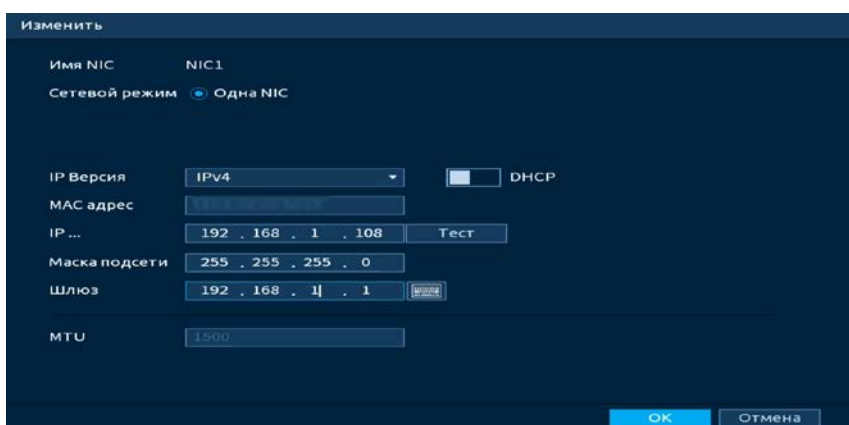 Изменить
Имя NIC NIC1
Сетевой режим Одна NIC
IP Версия IPv4 DHCP
MAC адрес
IP ... 192 . 168 . 1 . 108 Тест
Маска подсети 255 . 255 . 255 . 0
Шлюз 192 . 168 . 1 . 1
MTU 1500
OK Отмена